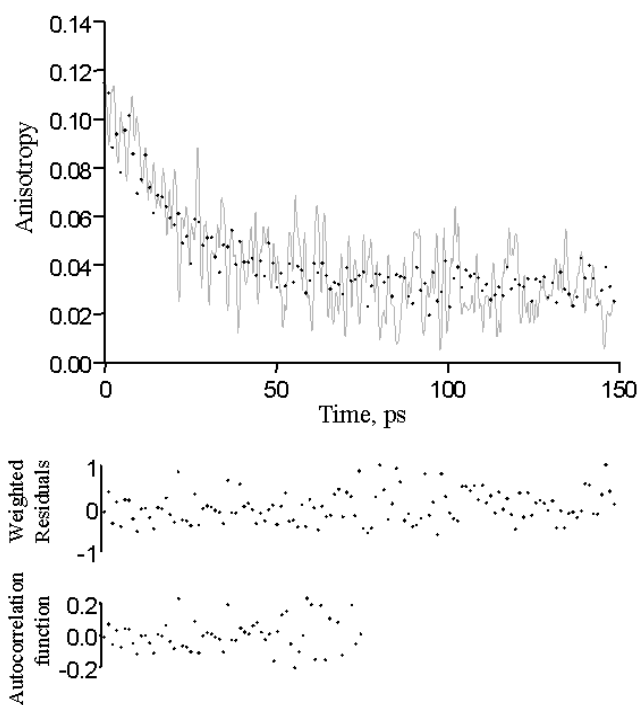 0.14
0.12
0.10
0.08
0.06
0.04
0.02
0.00
Anisotropy
0 50 100 150
Time, ps
Weighted
Residuals
1
0
-1
Autocorrelation
function
0.2
0.0
-0.2